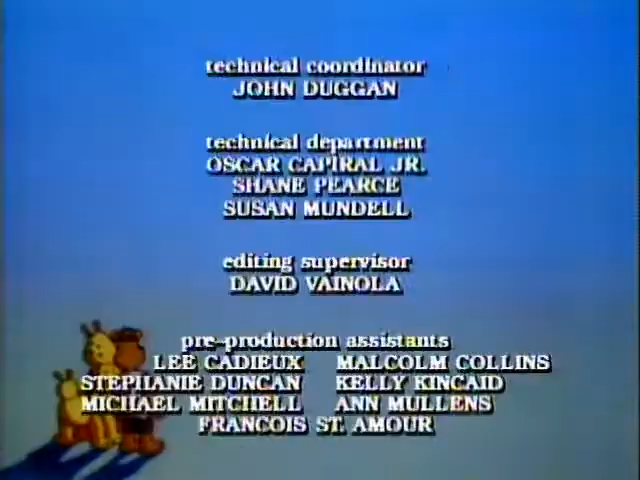 technical coordinator
JOHN DUGGAN
technical department
OSCAR CAPIRAL JR.
SHANE PEARCE
SUSAN MUNDELL
editing supervisor
DAVID VAINOLA
pre-production assistants
LEE CADIEUX MALCOLM COLLINS
STEPHANIE DUNCAN KELLY KINCAID
MICHAEL MITCHELL ANN MULLENS
FRANCOIS ST. AMOUR